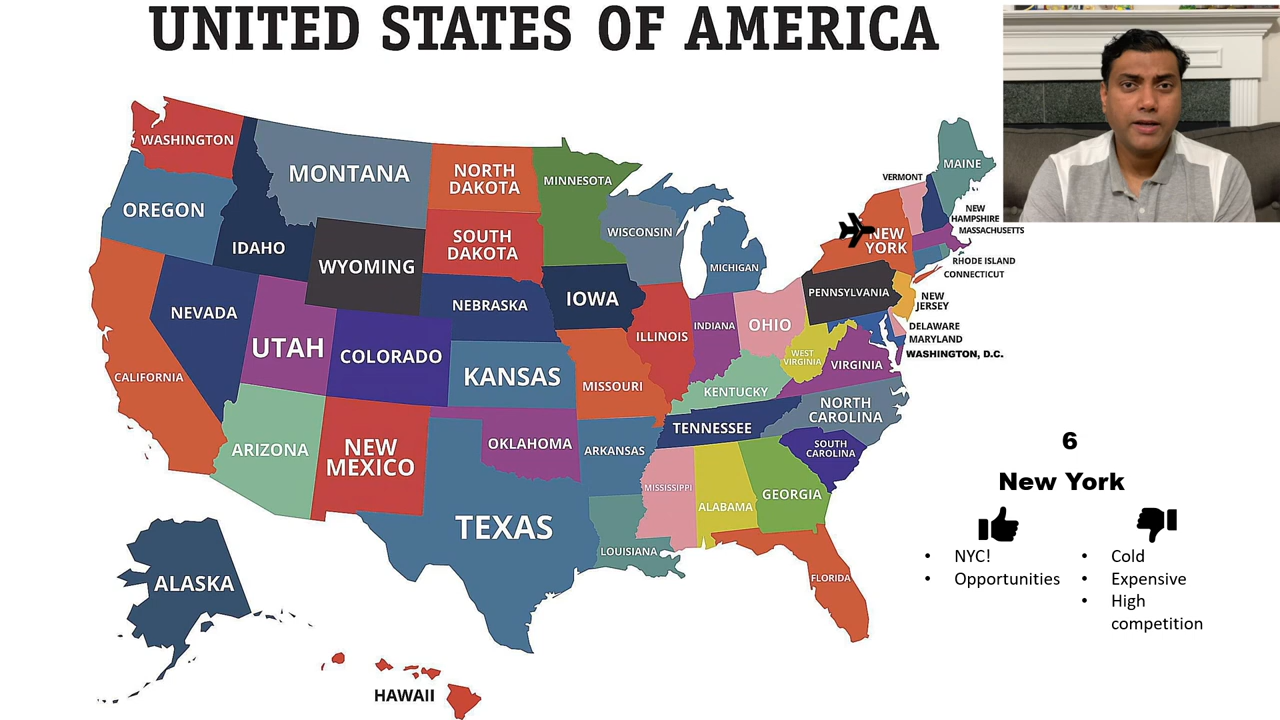 UNITED STATES OF AMERICA
WASHINGTON
MONTANA
NORTH
DAKOTA
MINNESOTA
MAINE
VERMONT
OREGON
NEW
HAMPSHIRE
MASSACHUSETTS
IDAHO
SOUTH
DAKOTA
WISCONSIN
NEW
YORK
WYOMING
MICHIGAN
RHODE ISLAND
CONNECTICUT
NEVADA
NEBRASKA
IOWA
PENNSYLVANIA
NEW
JERSEY
UTAH
COLORADO
ILLINOIS
INDIANA
OHIO
DELAWARE
MARYLAND
WASHINGTON, D.C.
WEST
VIRGINIA
VIRGINIA
CALIFORNIA
KANSAS
MISSOURI
KENTUCKY
NORTH
CAROLINA
ARIZONA
NEW
MEXICO
OKLAHOMA
ARKANSAS
TENNESSEE
SOUTH
CAROLINA
MISSISSIPPI
ALABAMA
GEORGIA
TEXAS
LOUISIANA
FLORIDA
ALASKA
HAWAII
6
New York
• NYC!
• Opportunities
• Cold
• Expensive
• High
competition